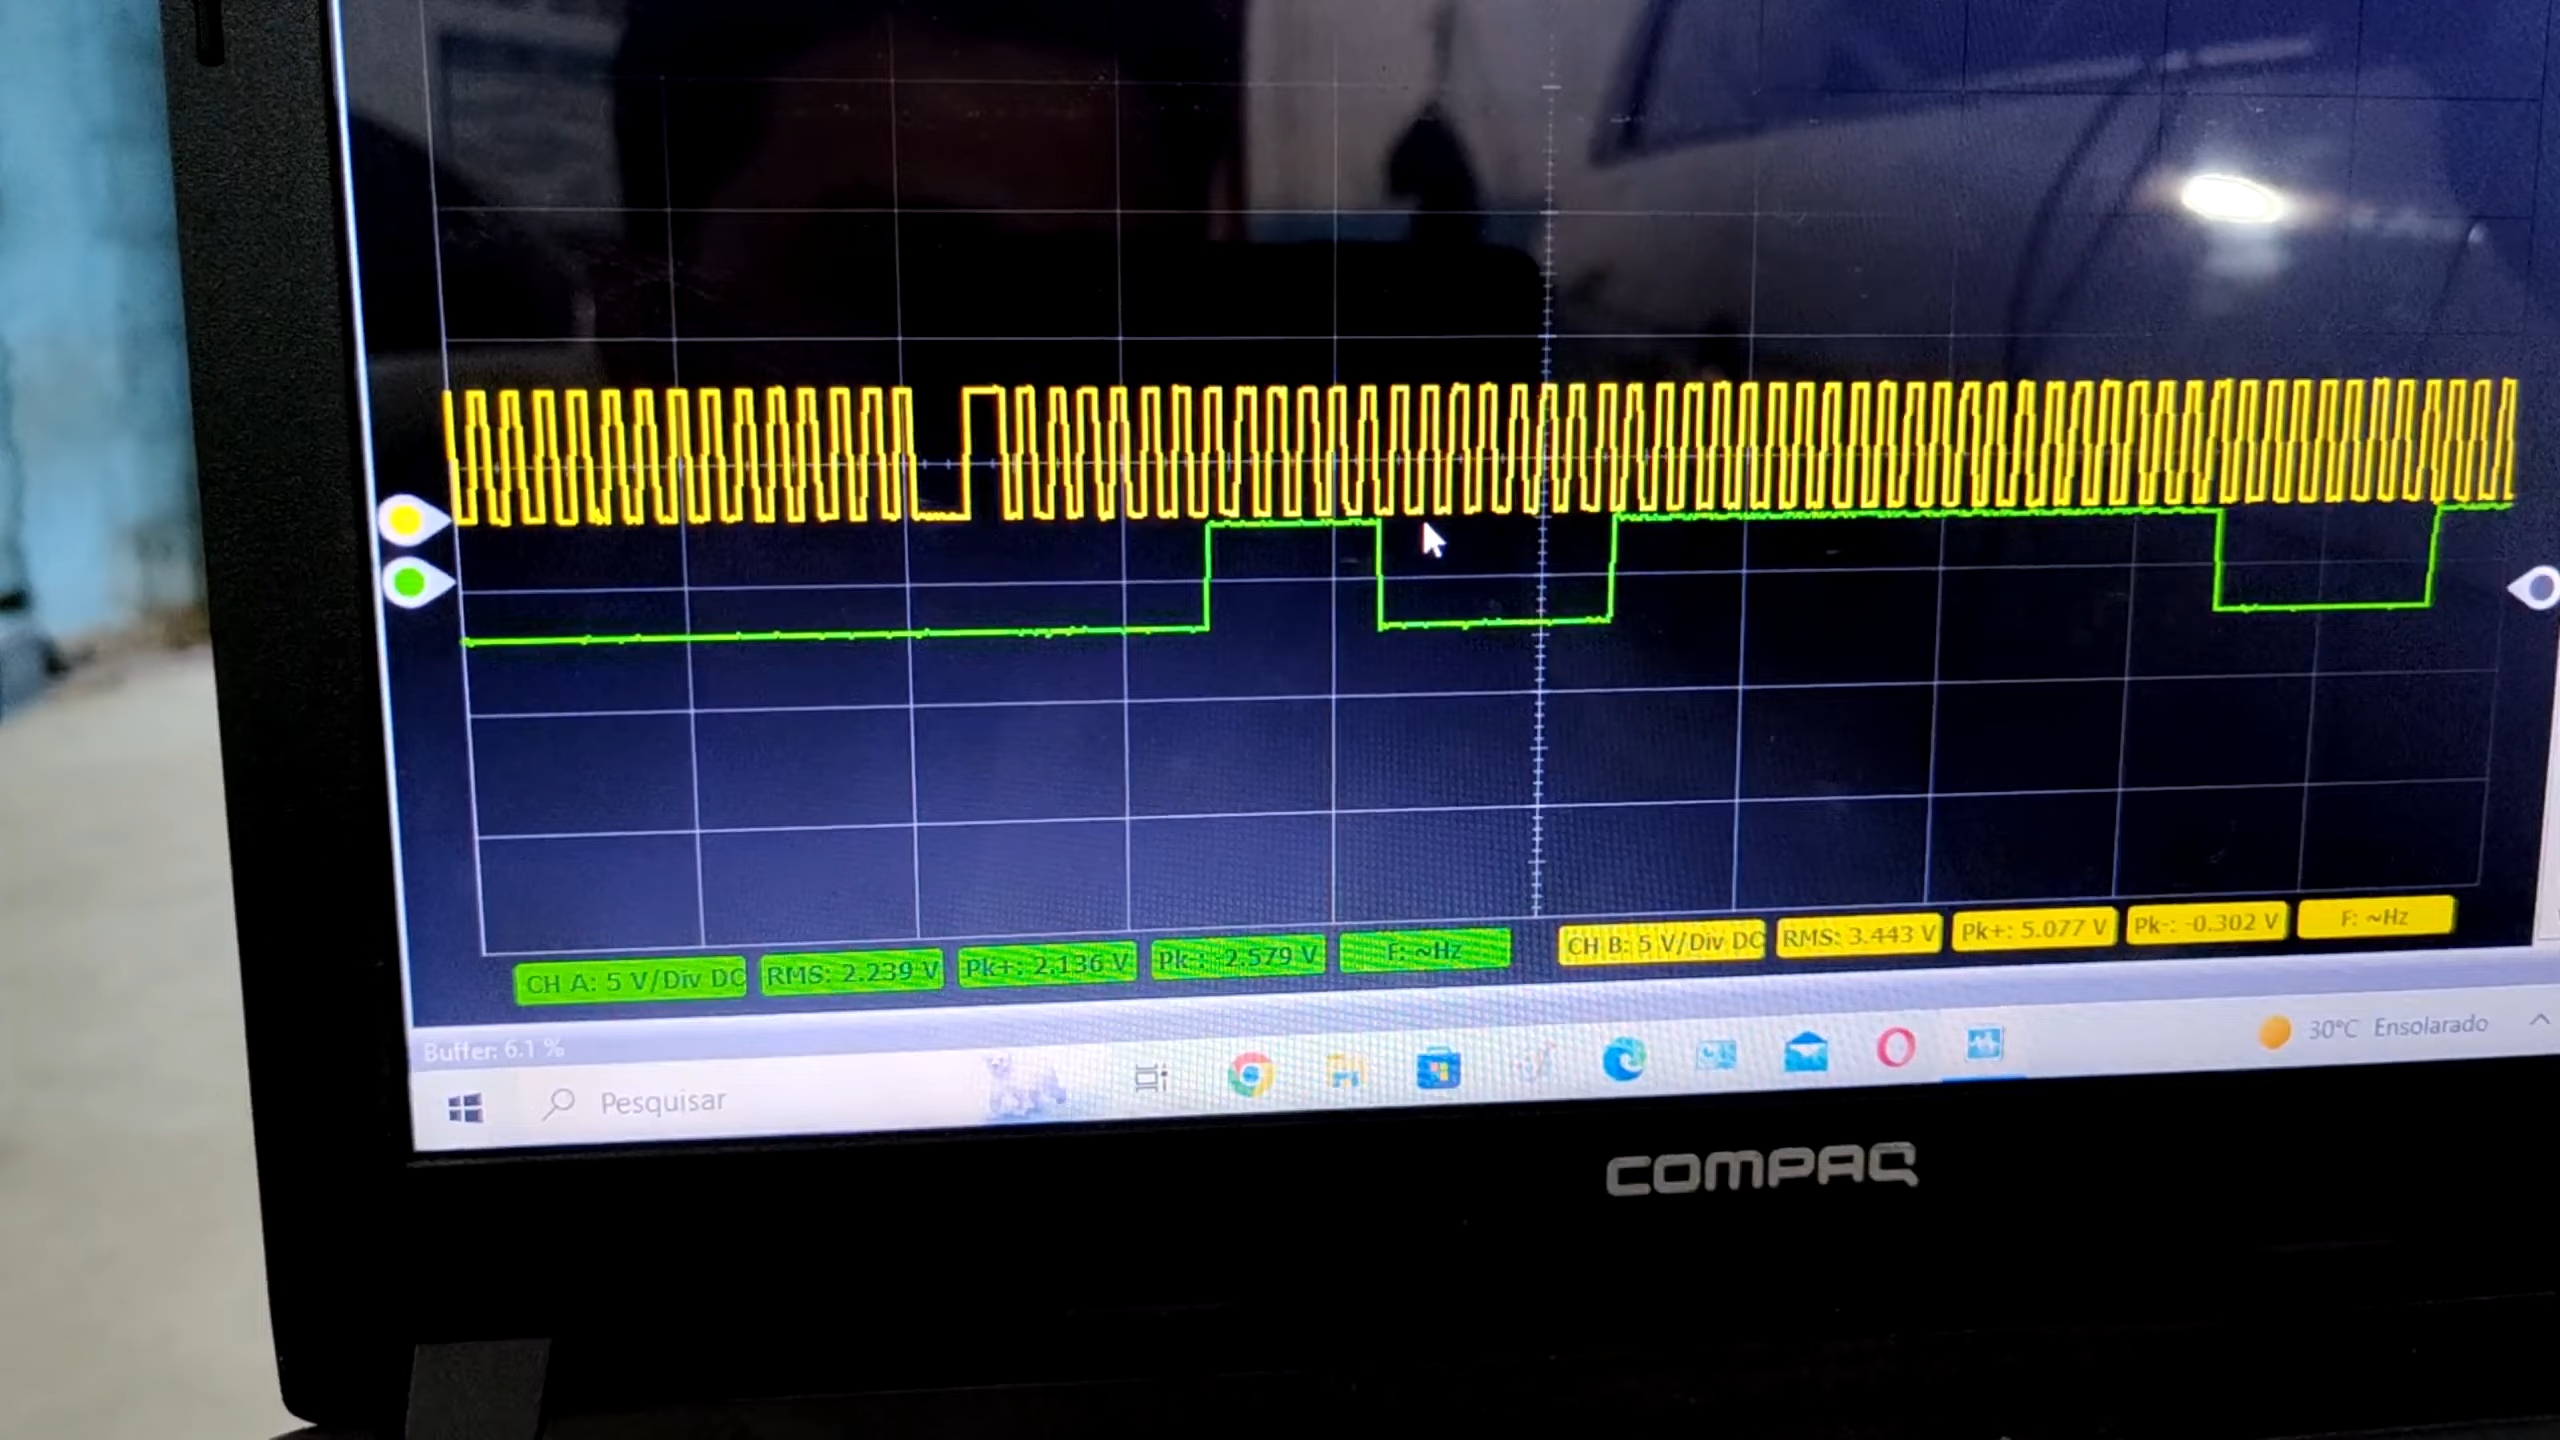 CH A: 5 V/Div DC RMS: 2.239 V Pk+: 2.136 V Pk-: -2.579 V F: ~Hz CH B: 5 V/Div DC RMS: 3.443 V Pk+: 5.077 V Pk-: -0.302 V F: ~Hz
Buffer: 6.1 %
Pesquisar 30°C Ensolarado
COMPAQ